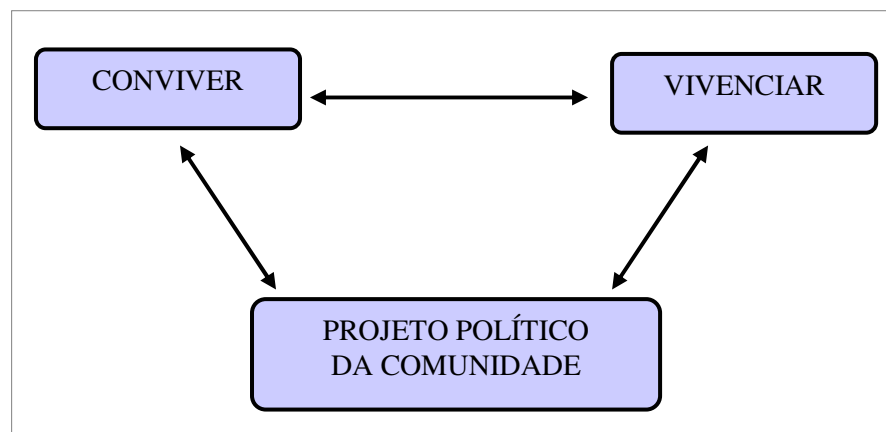 CONVIVER
VIVENCIAR
PROJETO POLÍTICO
DA COMUNIDADE